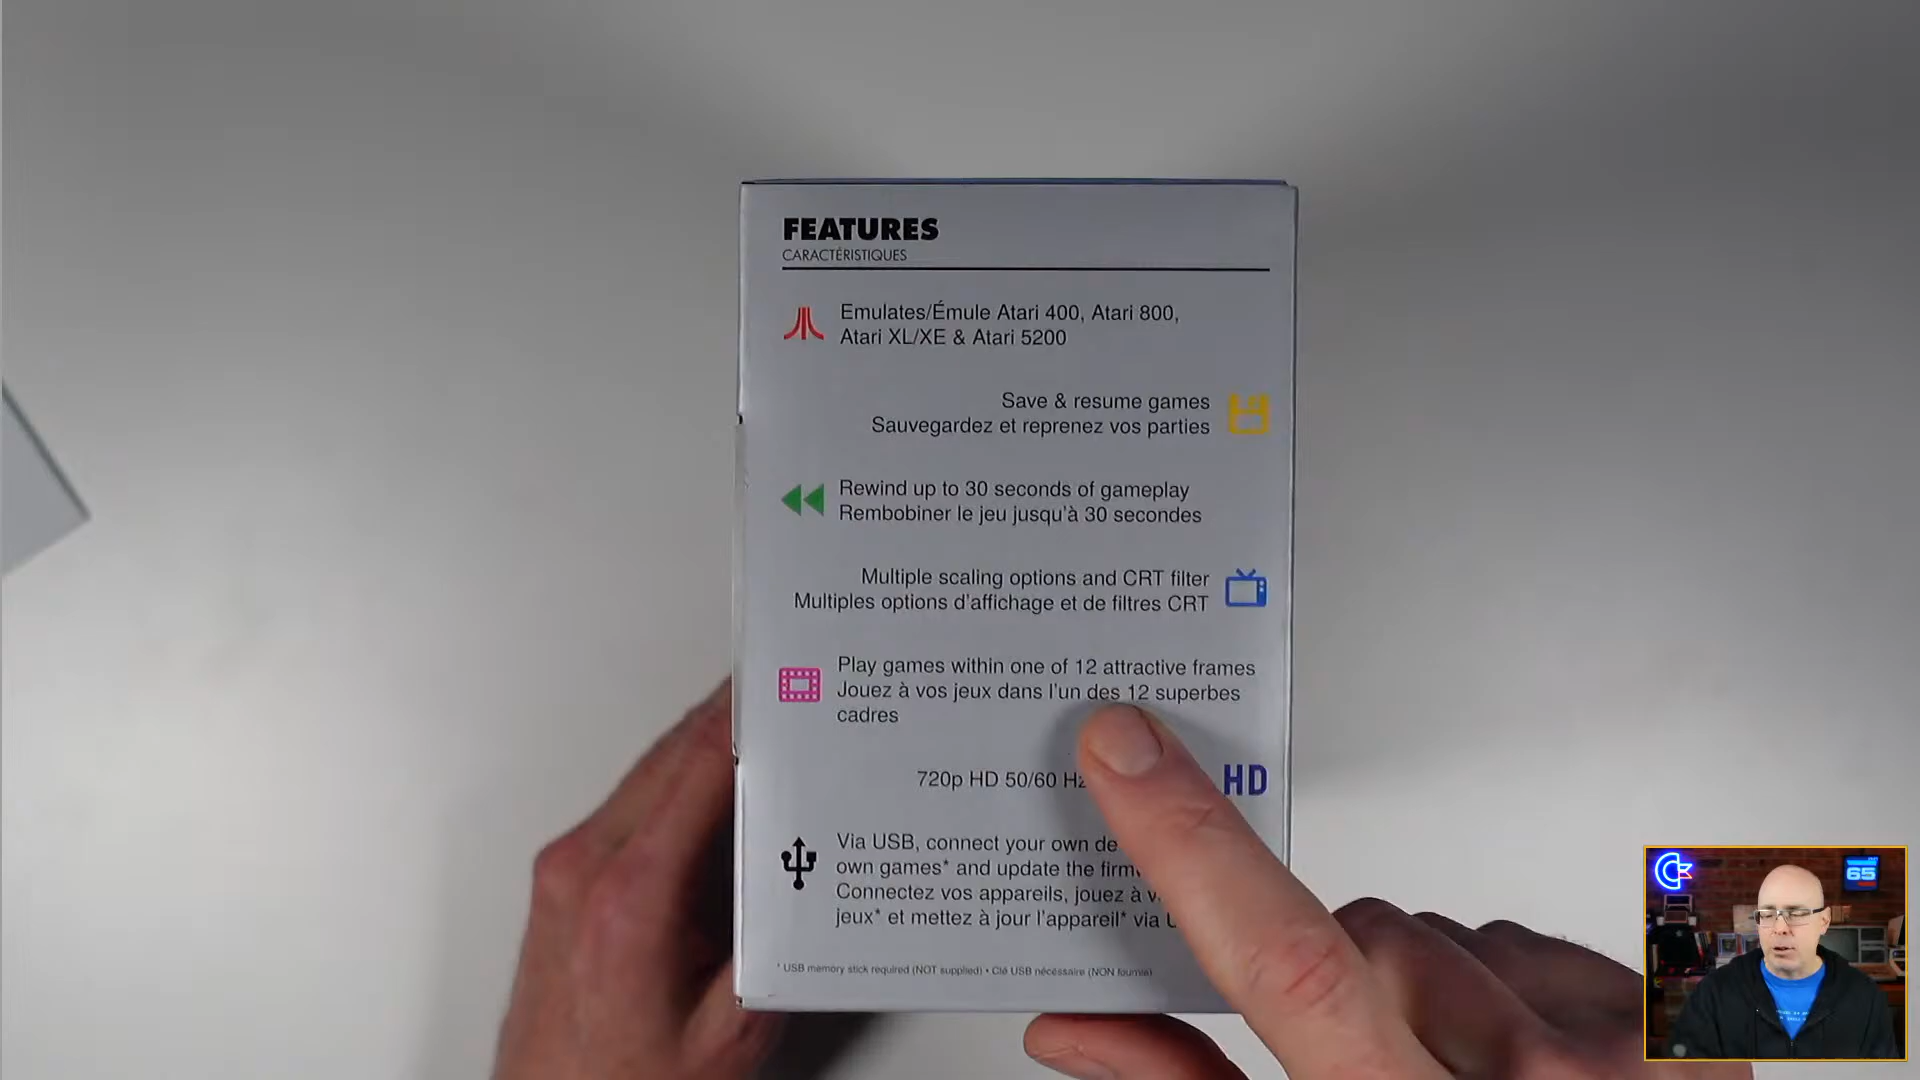 FEATURES
CARACTÉRISTIQUES
Emulates/Émule Atari 400, Atari 800,
Atari XL/XE & Atari 5200
Save & resume games
Sauvegardez et reprenez vos parties
Rewind up to 30 seconds of gameplay
Rembobiner le jeu jusqu'à 30 secondes
Multiple scaling options and CRT filter
Multiples options d'affichage et de filtres CRT
Play games within one of 12 attractive frames
Jouez à vos jeux dans l'un des 12 superbes
cadres
720p HD 50/60 Hz
HD
Via USB, connect your own
own games* and update the
Connectez vos appareils, jouez à
jeux* et mettez à jour l'appareil* via
* USB memory stick required (NOT supplied) • Clé USB nécessaire (NON fournie)
65